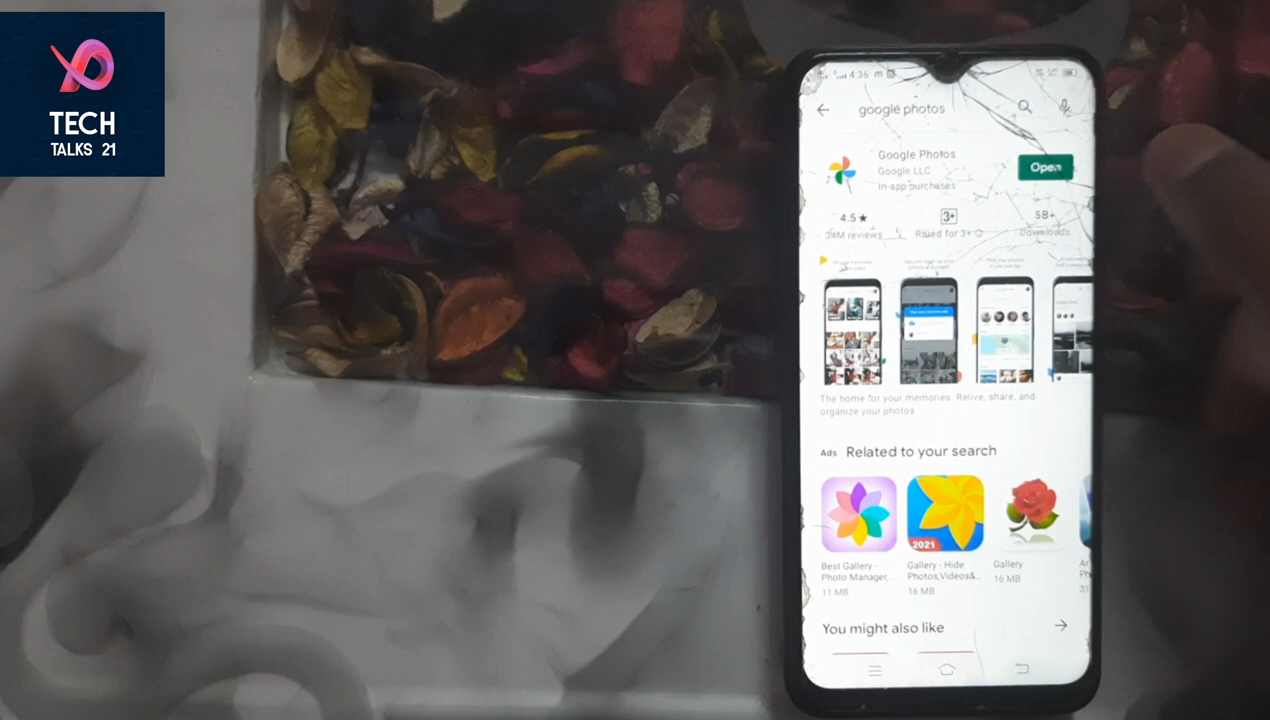 TECH
TALKS 21
4:36 m
google photos
Google Photos
Google LLC
In-app purchases
Open
4.5★
3+
5B+
34M reviews
Rated for 3+
Downloads
The home for your memories Relive, share, and
organize your photos
Ads Related to your search
2021
Best Gallery -
Photo Manager, ...
11 MB
Gallery - Hide
Photos,Videos&...
16 MB
Gallery
16 MB
You might also like